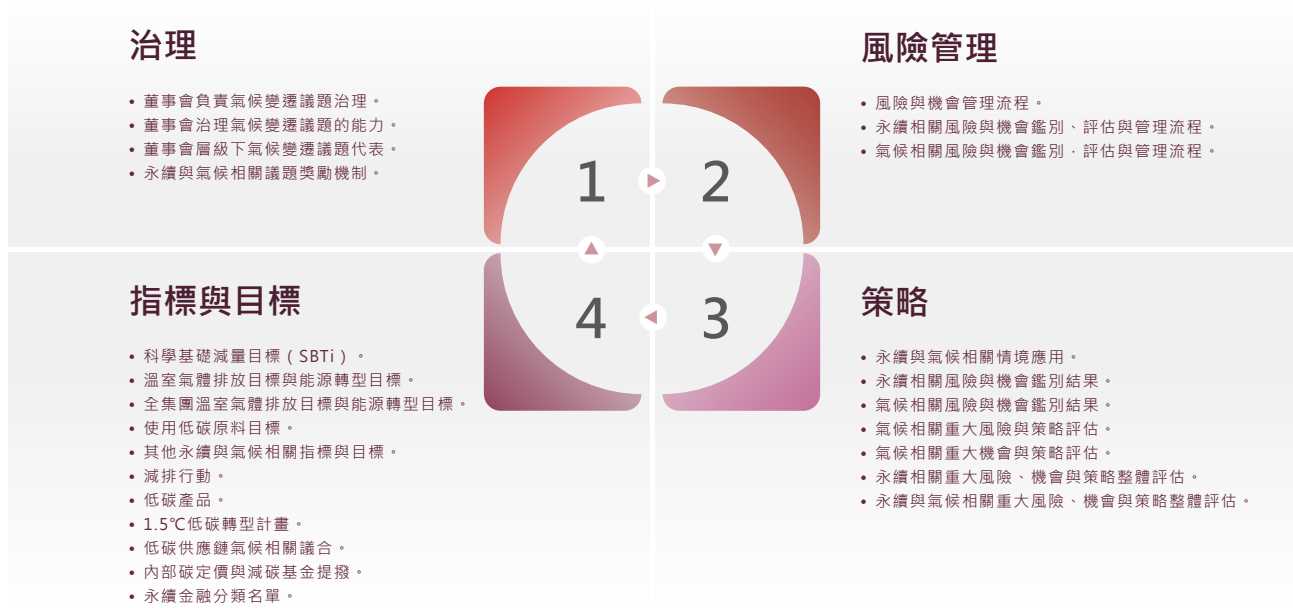 治理
• 董事會負責氣候變遷議題治理。
• 董事會治理氣候變遷議題的能力。
• 董事會層級下氣候變遷議題代表。
• 永續與氣候相關議題獎勵機制。
風險管理
• 風險與機會管理流程。
• 永續相關風險與機會鑑別、評估與管理流程。
• 氣候相關風險與機會鑑別．評估與管理流程。
1
2
4
3
指標與目標
• 科學基礎減量目標（SBTi）。
• 溫室氣體排放目標與能源轉型目標。
• 全集團溫室氣體排放目標與能源轉型目標。
• 使用低碳原料目標。
• 其他永續與氣候相關指標與目標。
• 減排行動。
• 低碳產品。
• 1.5℃低碳轉型計畫。
• 低碳供應鏈氣候相關議合。
• 內部碳定價與減碳基金提撥。
• 永續金融分類名單。
策略
• 永續與氣候相關情境應用。
• 永續相關風險與機會鑑別結果。
• 氣候相關風險與機會鑑別結果。
• 氣候相關重大風險與策略評估。
• 氣候相關重大機會與策略評估。
• 永續相關重大風險、機會與策略整體評估。
• 永續與氣候相關重大風險、機會與策略整體評估。